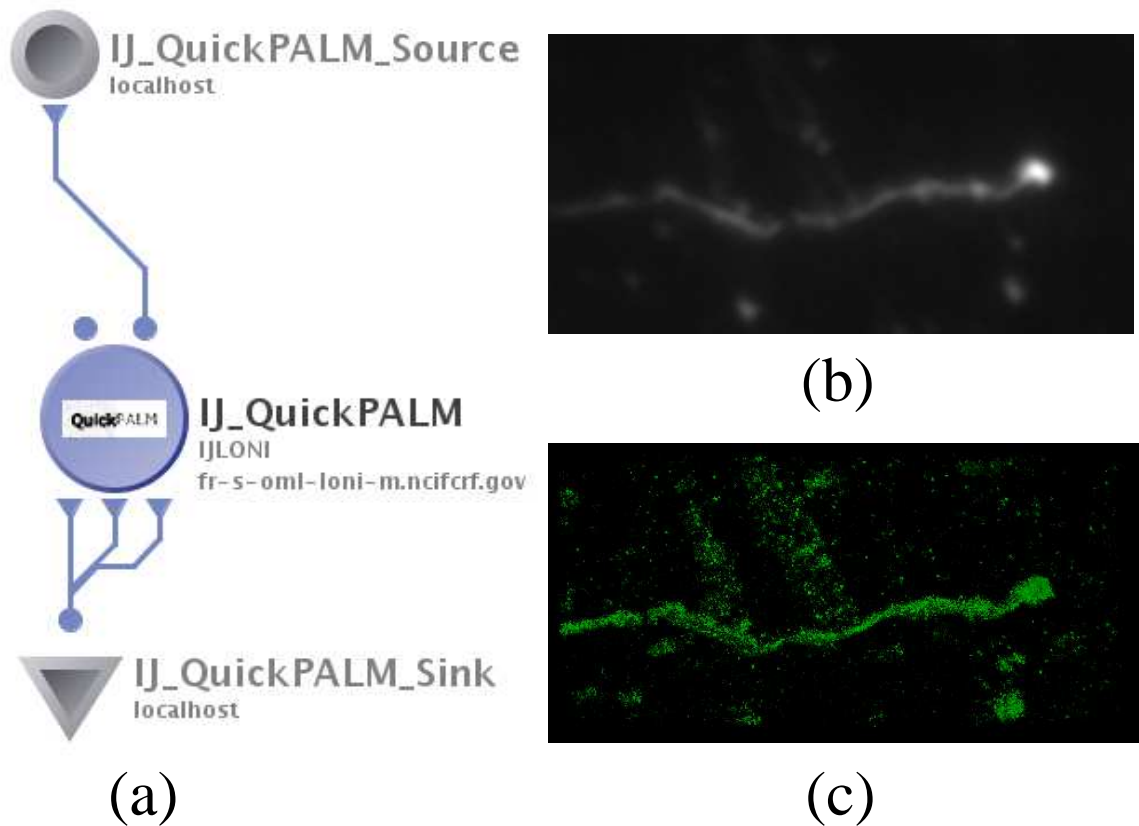 IJ_QuickPALM_Source
localhost
QuickPALM
IJ_QuickPALM
IJLONI
fr-s-oml-loni-m.ncifcrf.gov
IJ_QuickPALM_Sink
localhost
(a)
(b)
(c)